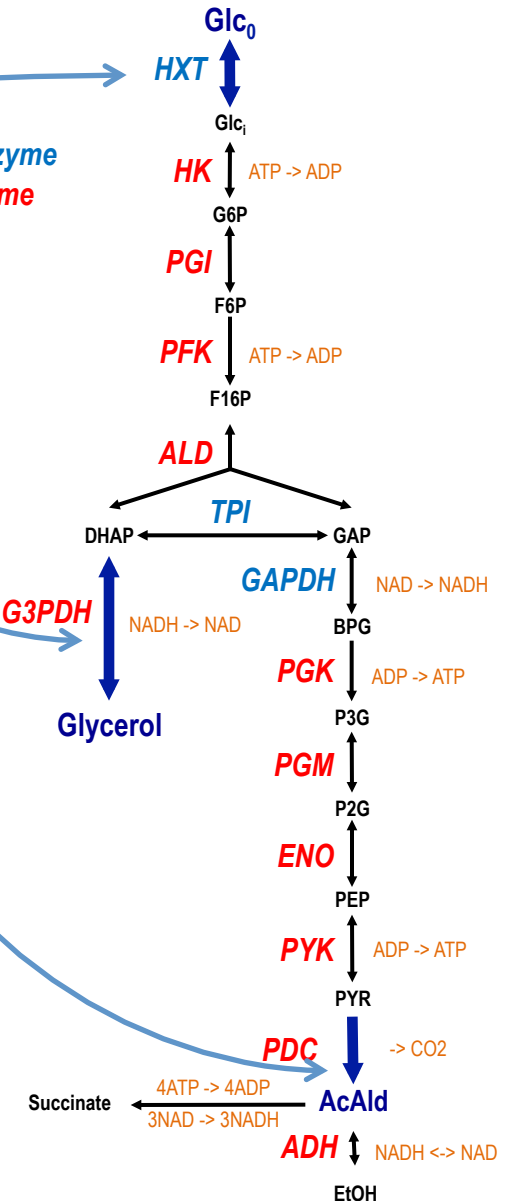 Glc0
HXT
Glci
zyme
me
HK ATP -> ADP
G6P
PGI
F6P
PFK ATP -> ADP
F16P
ALD
TPI
DHAP GAP
GAPDH NAD -> NADH
G3PDH NADH -> NAD
BPG
PGK ADP -> ATP
Glycerol P3G
PGM
P2G
ENO
PEP
PYK ADP -> ATP
PYR
PDC -> CO2
4ATP -> 4ADP
Succinate AcAld
3NAD -> 3NADH
ADH NADH <-> NAD
EtOH